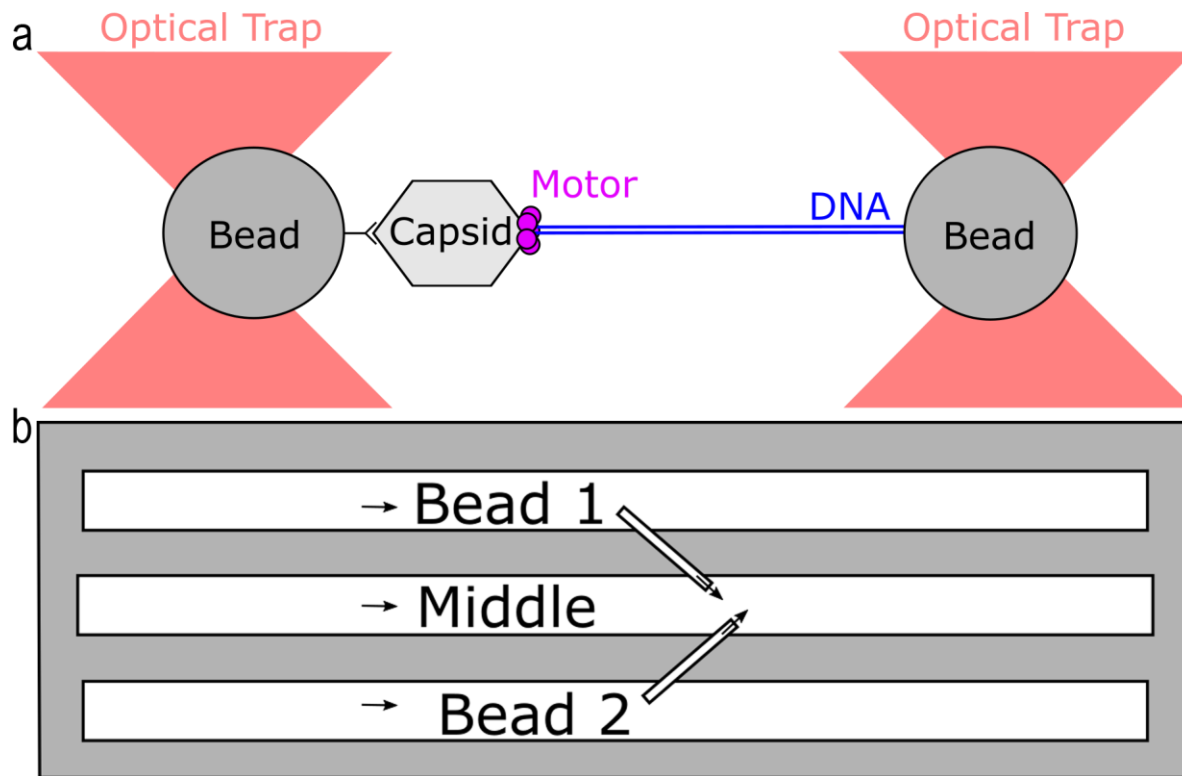 a
Optical Trap
Optical Trap
Motor
DNA
Bead
Capsid
Bead
b
Bead 1
Middle
Bead 2